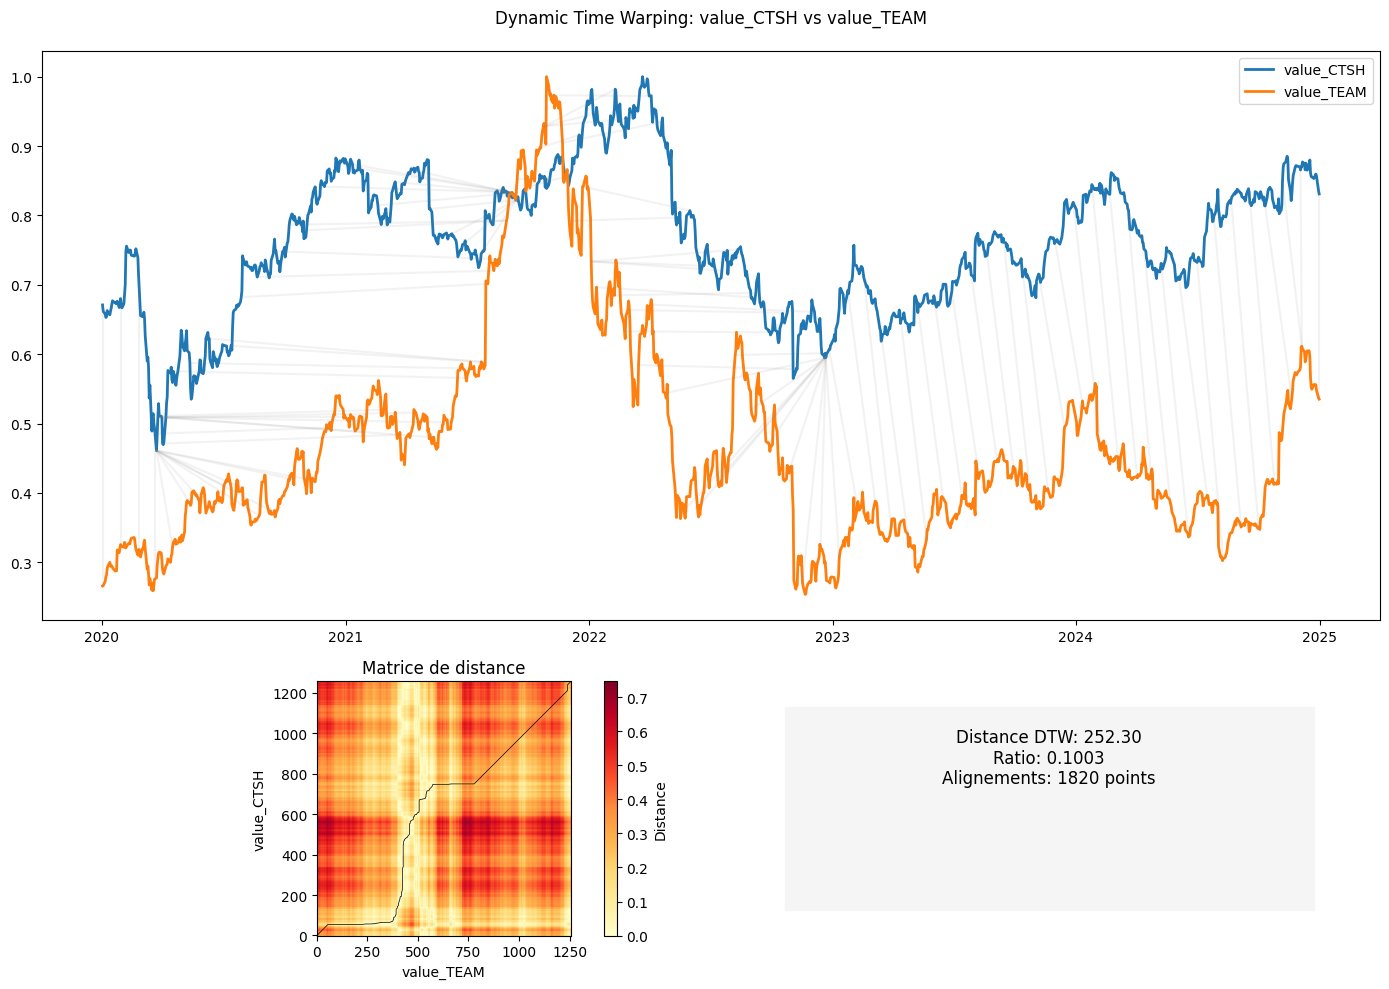 Dynamic Time Warping: value_CTSH vs value_TEAM
value_CTSH
value_TEAM
1.0
0.9
0.8
0.7
0.6
0.5
0.4
0.3
2020 2021 2022 2023 2024 2025
Matrice de distance
value_CTSH
1200
1000
800
600
400
200
0
0 250 500 750 1000 1250
value_TEAM
0.7
0.6
0.5
0.4
0.3
0.2
0.1
0.0
Distance
Distance DTW: 252.30
Ratio: 0.1003
Alignements: 1820 points